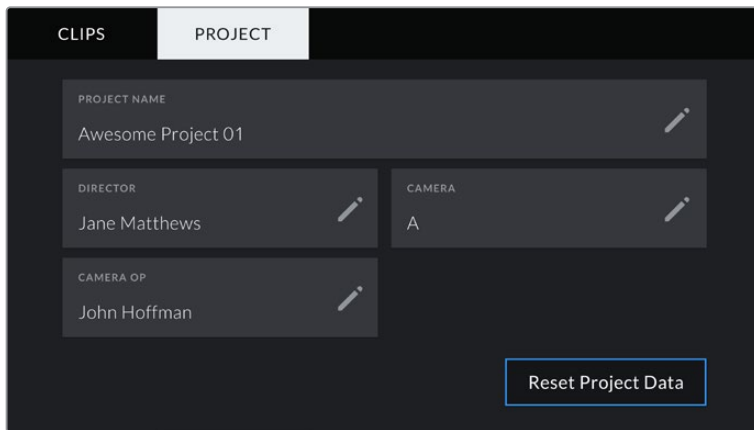 CLIPS PROJECT
PROJECT NAME
Awesome Project 01
DIRECTOR
Jane Matthews
CAMERA
A
CAMERA OP
John Hoffman
Reset Project Data